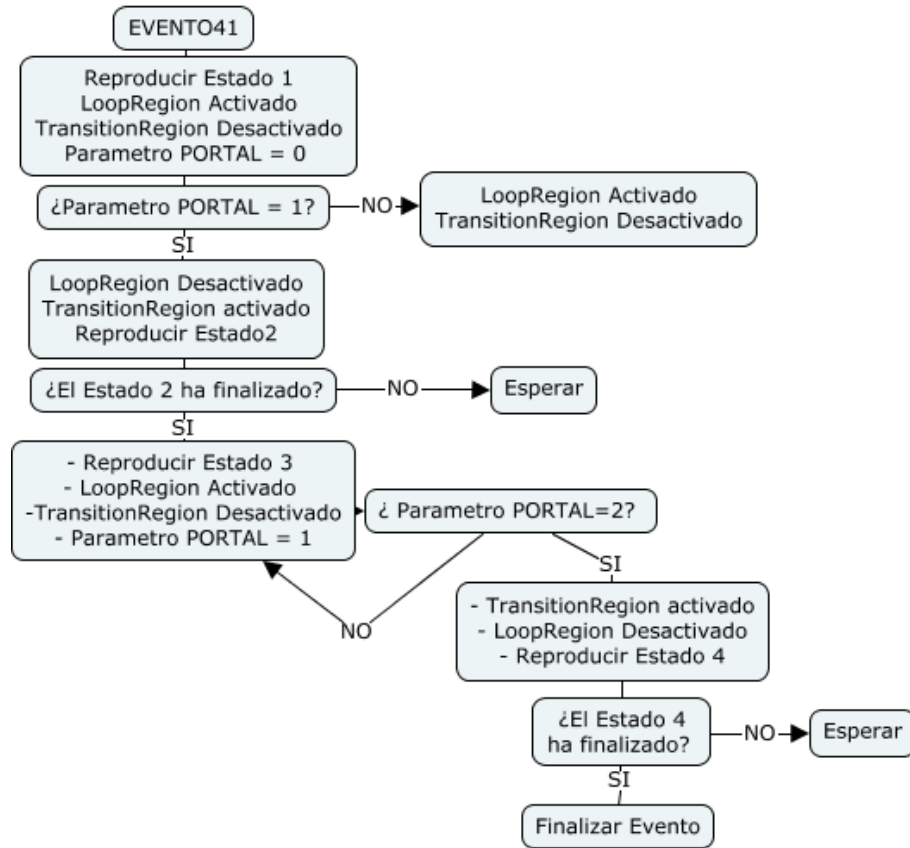 EVENTO41
Reproducir Estado 1
LoopRegion Activado
TransitionRegion Desactivado
Parametro PORTAL = 0
¿Parametro PORTAL = 1?
NO
LoopRegion Activado
TransitionRegion Desactivado
SI
LoopRegion Desactivado
TransitionRegion activado
Reproducir Estado2
¿El Estado 2 ha finalizado?
NO
Esperar
SI
- Reproducir Estado 3
- LoopRegion Activado
-TransitionRegion Desactivado
- Parametro PORTAL = 1
¿ Parametro PORTAL=2?
NO
SI
- TransitionRegion activado
- LoopRegion Desactivado
- Reproducir Estado 4
¿El Estado 4
ha finalizado?
NO
Esperar
SI
Finalizar Evento